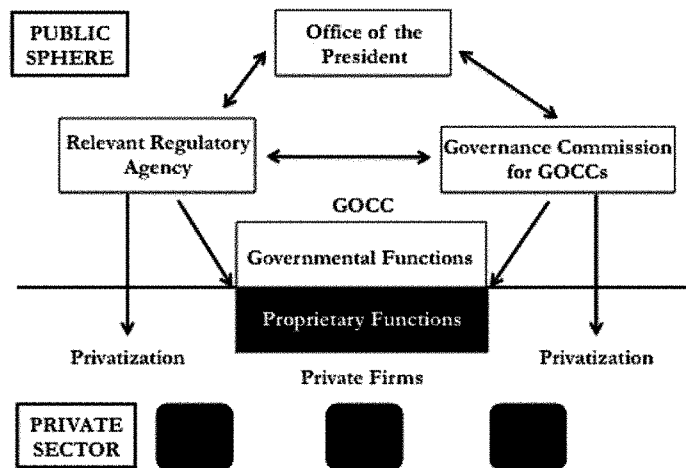 PUBLIC
SPHERE
Office of the
President
Relevant Regulatory
Agency
Governance Commission
for GOCCs
GOCC
Governmental Functions
Proprietary Functions
Privatization
Privatization
Private Firms
PRIVATE
SECTOR